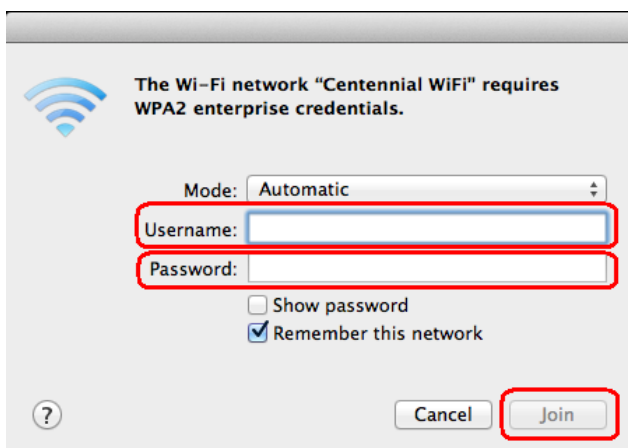 The Wi-Fi network “Centennial WiFi" requires
WPA2 enterprise credentials.
Mode: Automatic
Username:
Password:
Show password
Remember this network
? Cancel Join